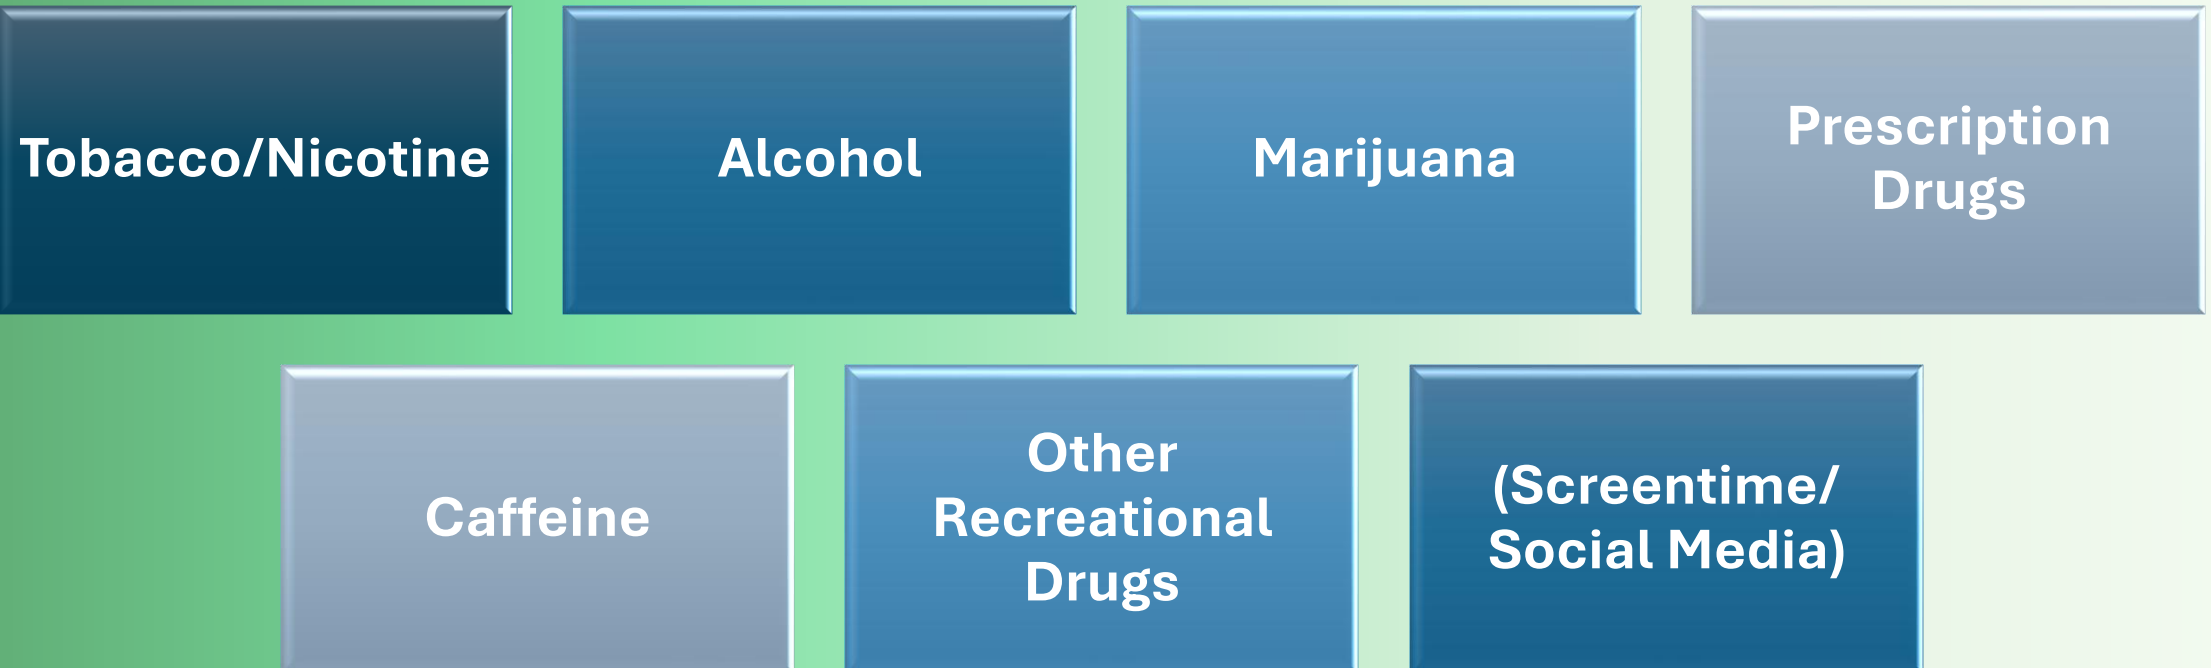 Tobacco/Nicotine
Alcohol
Marijuana
Prescription
Drugs
Caffeine
Other
Recreational
Drugs
(Screentime/
Social Media)